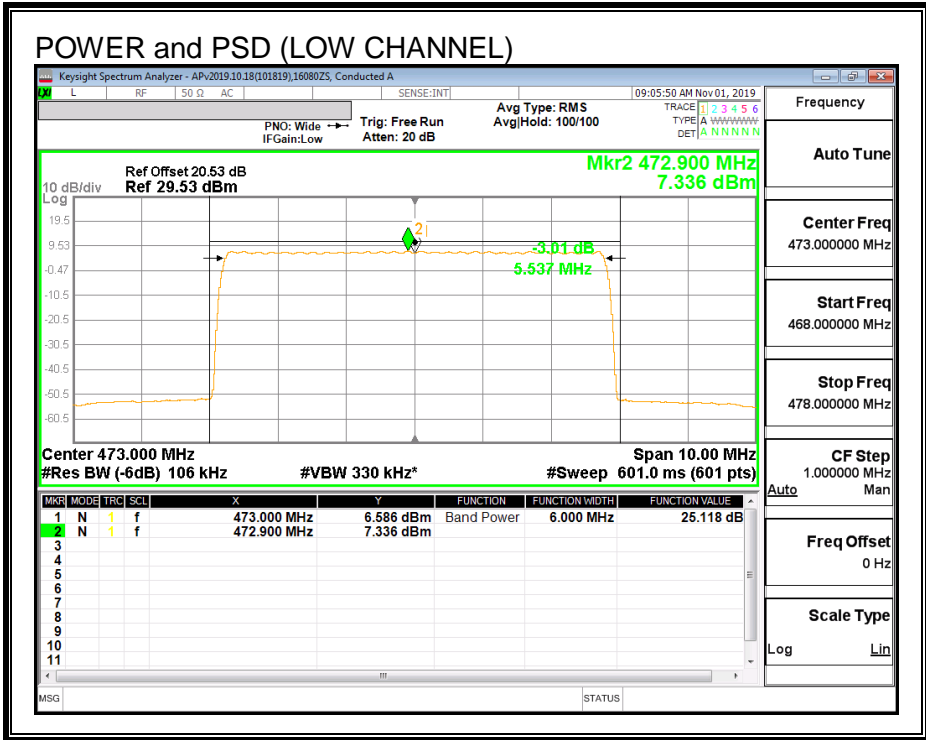 POWER and PSD (LOW CHANNEL)
Keysight Spectrum Analyzer - APv2019.10.18(101819),16080ZS, Conducted A
LXI L RF 50 Ω AC SENSE:INT 09:05:50 AM Nov 01, 2019
PNO: Wide
IFGain:Low
Trig: Free Run
Atten: 20 dB
Avg Type: RMS
Avg|Hold: 100/100
TRACE 1 2 3 4 5 6
TYPE A WWWWW
DET A N N N N N
Mkr2 472.900 MHz
7.336 dBm
Ref Offset 20.53 dB
Ref 29.53 dBm
10 dB/div
Log
19.5
9.53
-0.47
-10.5
-20.5
-30.5
-40.5
-50.5
-60.5
2
-3.01 dB
5.537 MHz
Center 473.000 MHz Span 10.00 MHz
#Res BW (-6dB) 106 kHz #VBW 330 kHz* #Sweep 601.0 ms (601 pts)
MKR MODE TRC SCL X Y FUNCTION FUNCTION WIDTH FUNCTION VALUE
1 N 1 f 473.000 MHz 6.586 dBm Band Power 6.000 MHz 25.118 dB
2 N 1 f 472.900 MHz 7.336 dBm
3
4
5
6
7
8
9
10
11
MSG STATUS
Frequency
Auto Tune
Center Freq
473.000000 MHz
Start Freq
468.000000 MHz
Stop Freq
478.000000 MHz
CF Step
1.000000 MHz
Auto Man
Freq Offset
0 Hz
Scale Type
Log Lin